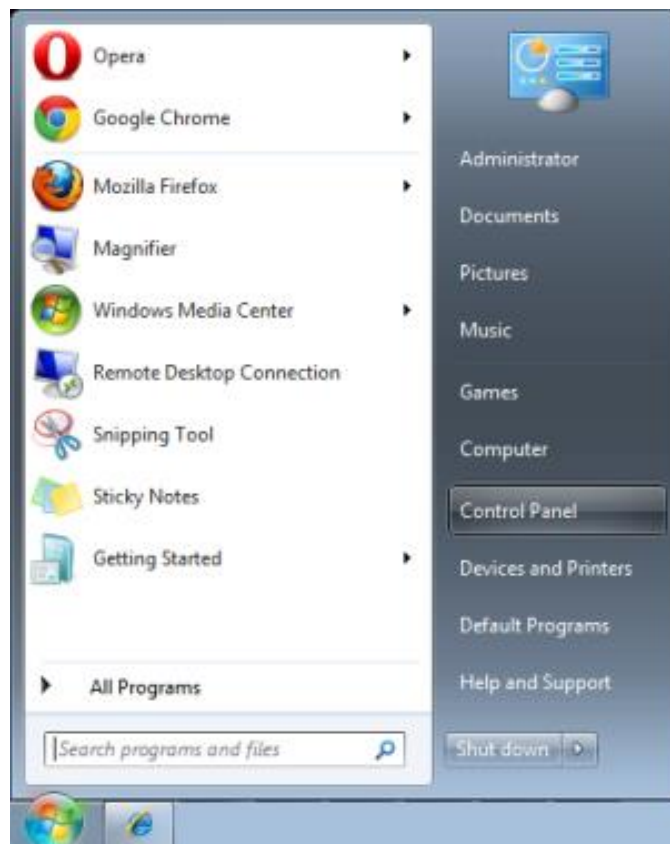 Opera
Google Chrome
Mozilla Firefox
Magnifier
Windows Media Center
Remote Desktop Connection
Snipping Tool
Sticky Notes
Getting Started
All Programs
Search programs and files
Administrator
Documents
Pictures
Music
Games
Computer
Control Panel
Devices and Printers
Default Programs
Help and Support
Shut down